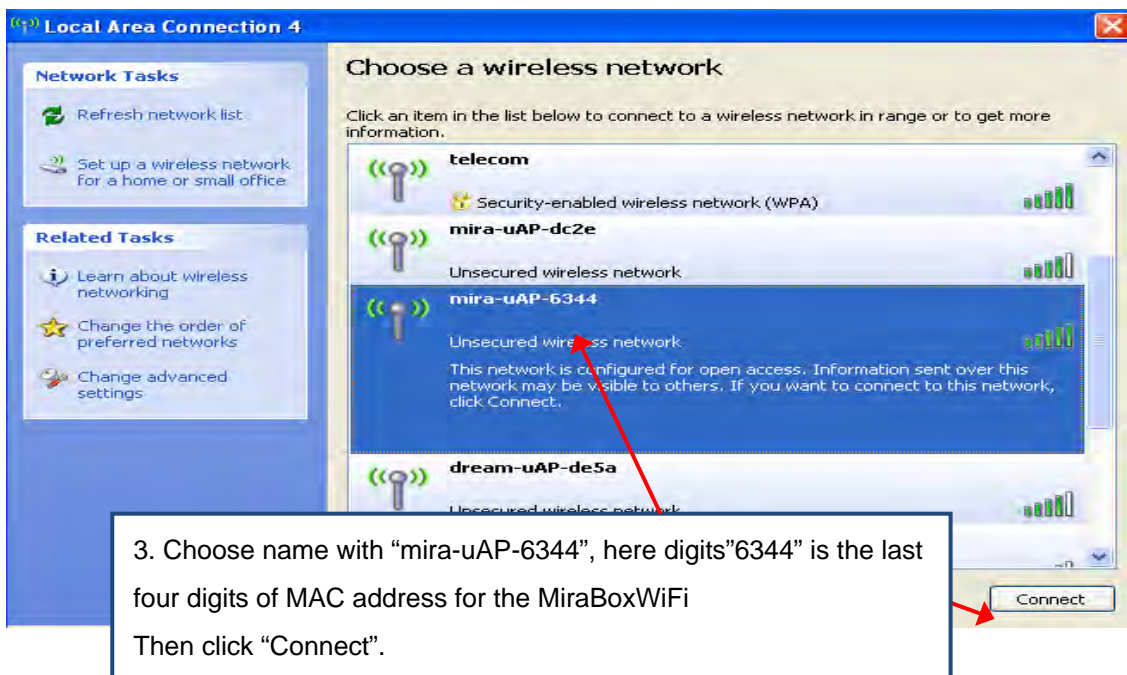 Local Area Connection 4
Network Tasks
Refresh network list
Set up a wireless network
for a home or small office
Related Tasks
Learn about wireless
networking
Change the order of
preferred networks
Change advanced
settings
Choose a wireless network
Click an item in the list below to connect to a wireless network in range or to get more
information.
telecom
Security-enabled wireless network (WPA)
mira-uAP-dc2e
Unsecured wireless network
mira-uAP-6344
Unsecured wireless network
This network is configured for open access. Information sent over this
network may be visible to others. If you want to connect to this network,
click Connect.
dream-uAP-de5a
Unsecured wireless network
Connect
3. Choose name with “mira-uAP-6344”, here digits”6344” is the last
four digits of MAC address for the MiraBoxWiFi
Then click “Connect”.